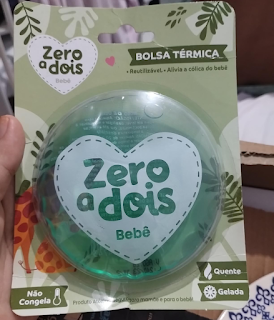 Zero
a dois
Bebê
BOLSA TÉRMICA
• Reutilizável • Alivia a cólica do bebê
Zero
a dois
Bebê
Não
Congela
Quente
Gelada